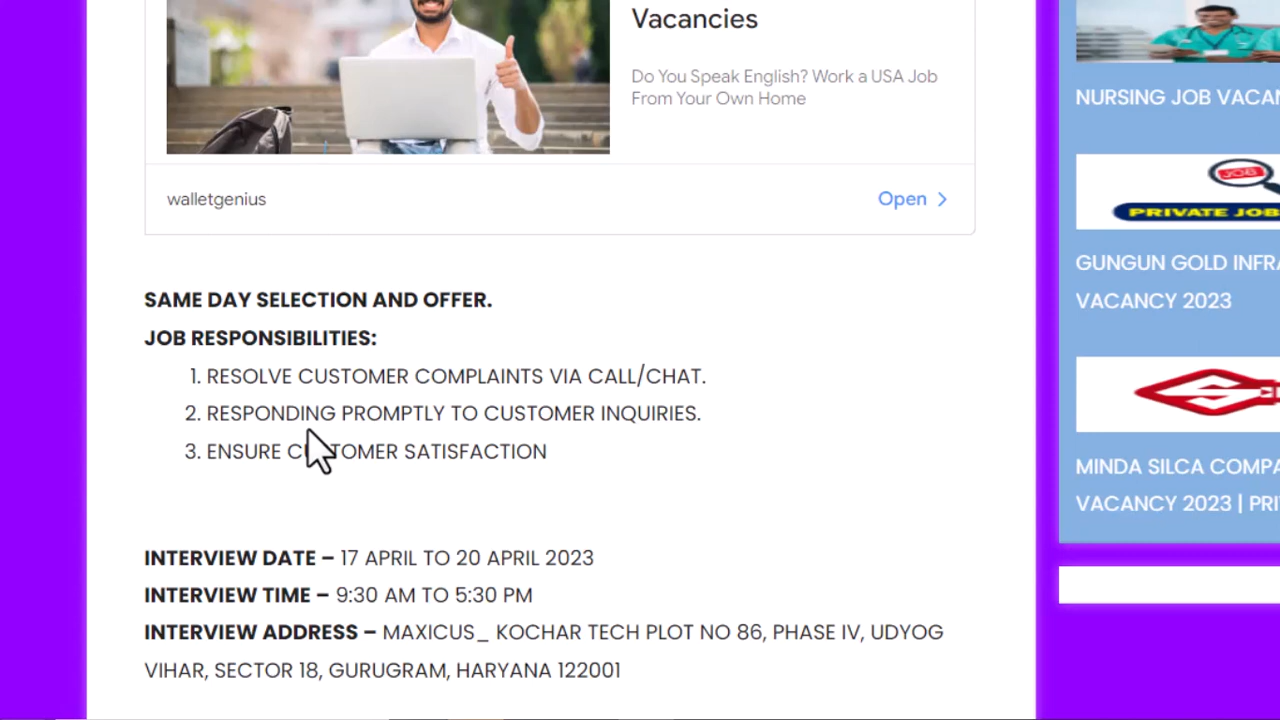 Vacancies
Do You Speak English? Work a USA Job
From Your Own Home
walletgenius
Open
SAME DAY SELECTION AND OFFER.
JOB RESPONSIBILITIES:
1. RESOLVE CUSTOMER COMPLAINTS VIA CALL/CHAT.
2. RESPONDING PROMPTLY TO CUSTOMER INQUIRIES.
3. ENSURE CUSTOMER SATISFACTION
INTERVIEW DATE – 17 APRIL TO 20 APRIL 2023
INTERVIEW TIME – 9:30 AM TO 5:30 PM
INTERVIEW ADDRESS – MAXICUS_ KOCHAR TECH PLOT NO 86, PHASE IV, UDYOG
VIHAR, SECTOR 18, GURUGRAM, HARYANA 122001
NURSING JOB
JOB
PRIVATE
GUNGUN GOLD
VACANCY 2023
MINDA SILCA
VACANCY 2023 |